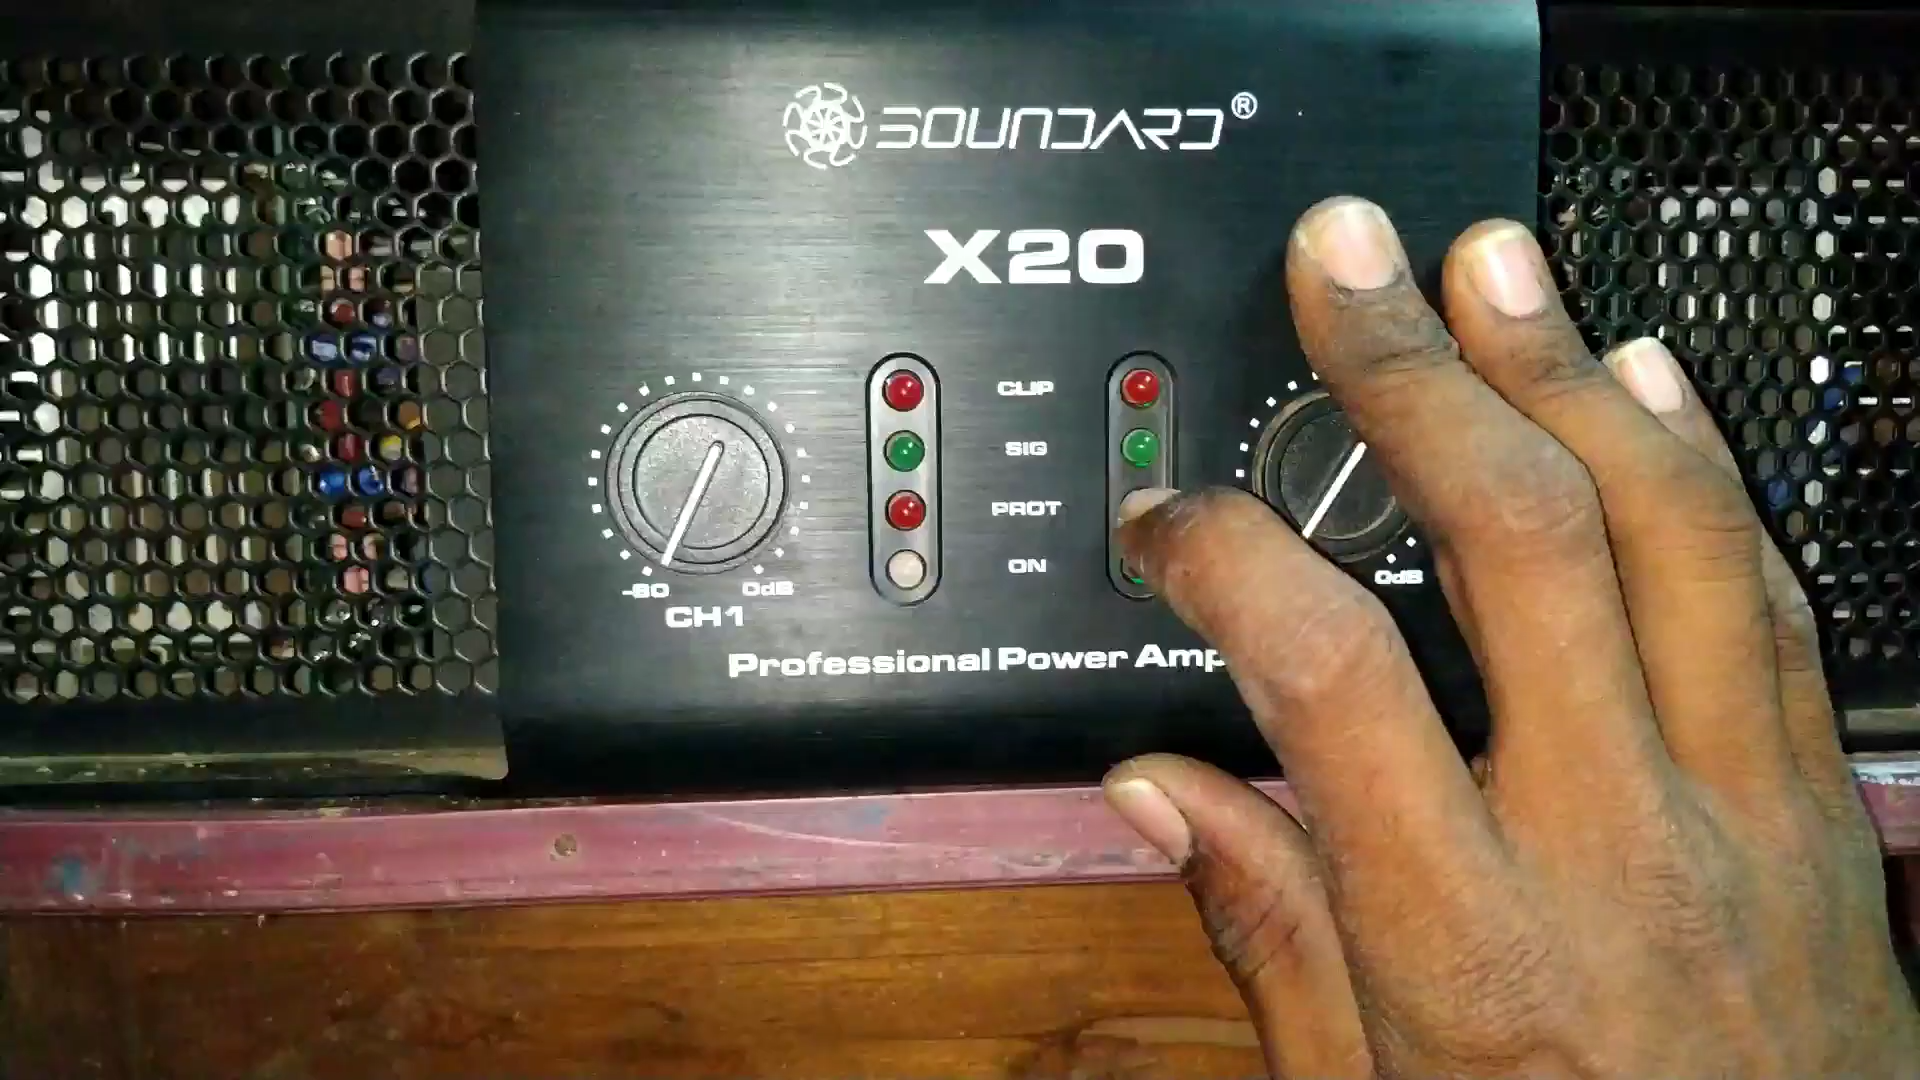 SOUNDARD®
X20
CLIP
SIG
PROT
ON
-80 0dB 0dB
CH1
Professional Power Amp